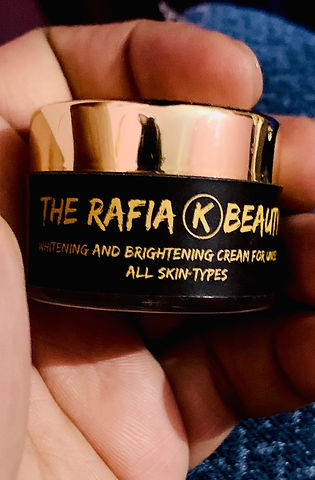 THE RAFIA K BEAUT
WHITENING AND BRIGHTENING CREAM FOR
ALL SKIN-TYPES